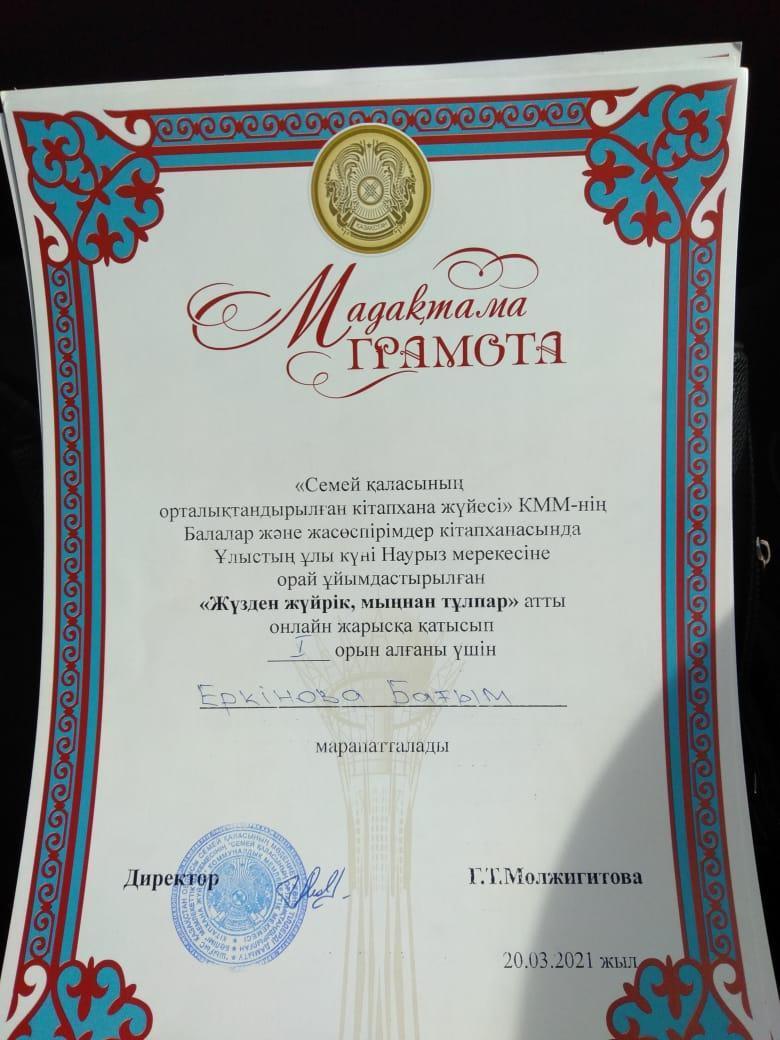 ҚАЗАҚСТАН
Мадақтама
ГРАМОТА
«Семей қаласының
орталықтандырылған кітапхана жүйесі» КММ-нің
Балалар және жасөспірімдер кітапханасында
Ұлыстың ұлы күні Наурыз мерекесіне
орай ұйымдастырылған
«Жүзден жүйрік, мыңнан тұлпар» атты
онлайн жарысқа қатысып
I орын алғаны үшін
Еркінова Бағым
марапатталады
Директор
Г.Т.Молжигитова
20.03.2021 жыл